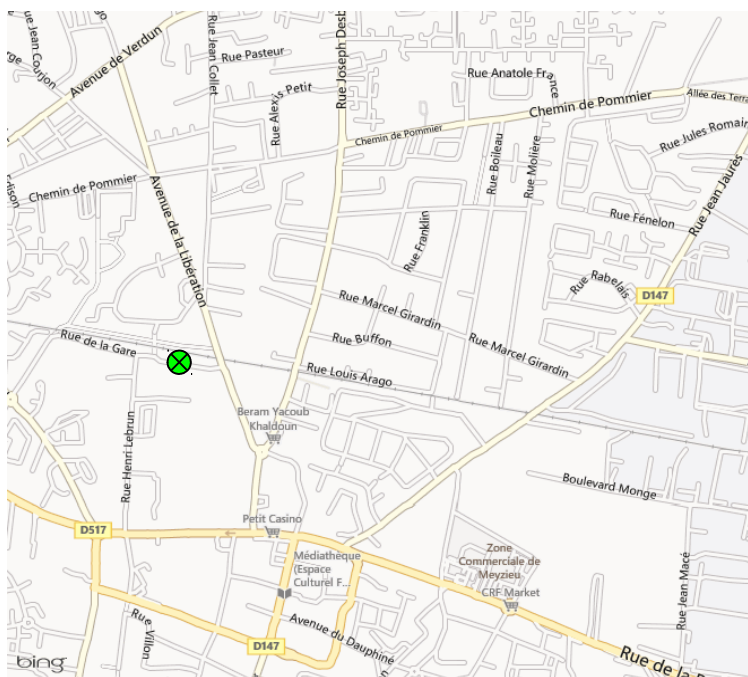 Avenue de Verdun
Rue Jean Collet
Rue Pasteur
Rue Alexis Petit
Rue Joseph Desb
Rue Anatole France
Chemin de Pommier
Allée des Terra
Rue Jules Romain
Rue Jean Courjon
Edison
Chemin de Pommier
Chemin de Pommier
Rue Boileau
Rue Molière
Rue Jean Jaurès
Avenue de la Libération
Rue Franklin
Rue Fénelon
Rue Rabelais
D147
Rue Marcel Girardin
Rue de la Gare
Rue Buffon
Rue Marcel Girardin
Rue Louis Arago
Beram Yacoub
Khaldoun
Rue Henri Lebrun
Boulevard Monge
D517
Petit Casino
Médiathèque
(Espace
Culturel F...
Zone
Commerciale de
Meyzieu
CRF Market
Rue Jean Macé
Rue Villon
Avenue du Dauphiné
D147
Rue de la
bing